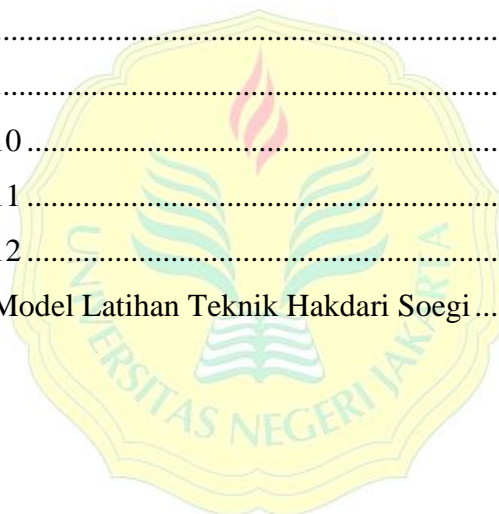 ................................................................
................................................................
10 ................................................................
11 ................................................................
12 ................................................................
Model Latihan Teknik Hakdari Soegi ....
UNIVERSITAS NEGERI JAKARTA